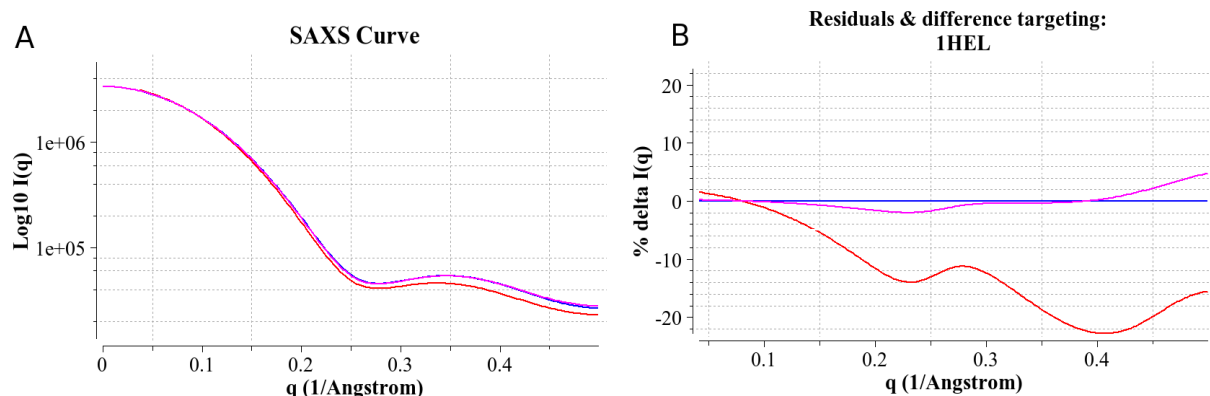 A
SAXS Curve
Log10 I(q)
1e+06
1e+05
0
0.1
0.2
0.3
0.4
q (1/Angstrom)
B
Residuals & difference targeting:
1HEL
% delta I(q)
20
10
0
-10
-20
0.1
0.2
0.3
0.4
q (1/Angstrom)